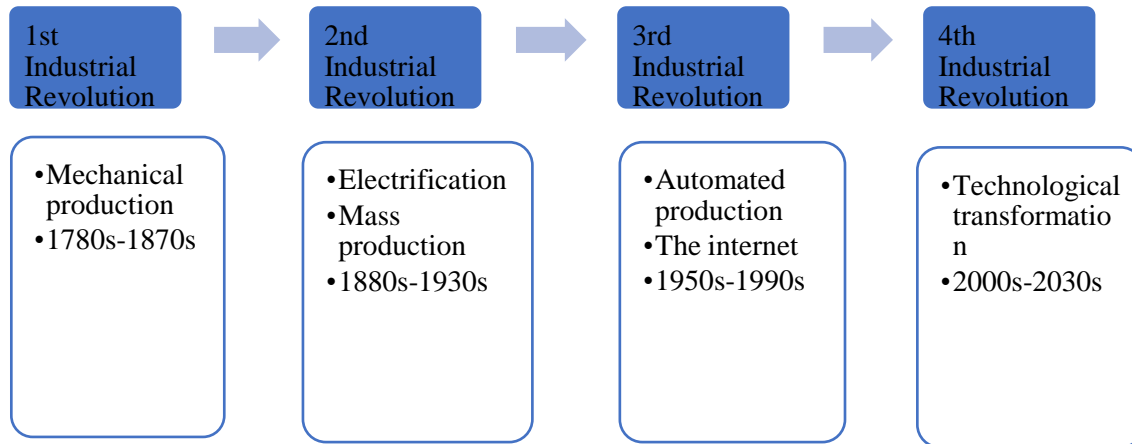 1st
Industrial
Revolution
2nd
Industrial
Revolution
3rd
Industrial
Revolution
4th
Industrial
Revolution
•Mechanical
production
•1780s-1870s
•Electrification
•Mass
production
•1880s-1930s
•Automated
production
•The internet
•1950s-1990s
•Technological
transformatio
n
•2000s-2030s